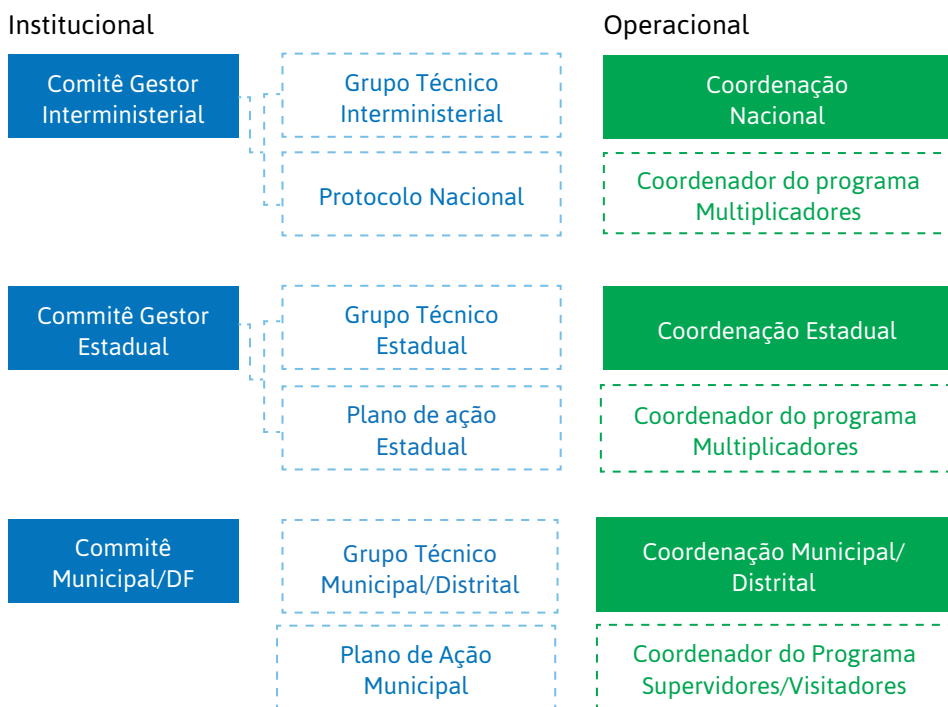 Institucional
Operacional
Comitê Gestor
Interministerial
Grupo Técnico
Interministerial
Coordenação
Nacional
Protocolo Nacional
Coordenador do programa
Multiplicadores
Commitê Gestor
Estadual
Grupo Técnico
Estadual
Coordenação Estadual
Plano de ação
Estadual
Coordenador do programa
Multiplicadores
Commitê
Municipal/DF
Grupo Técnico
Municipal/Distrital
Coordenação Municipal/
Distrital
Plano de Ação
Municipal
Coordenador do Programa
Supervidores/Visitadores